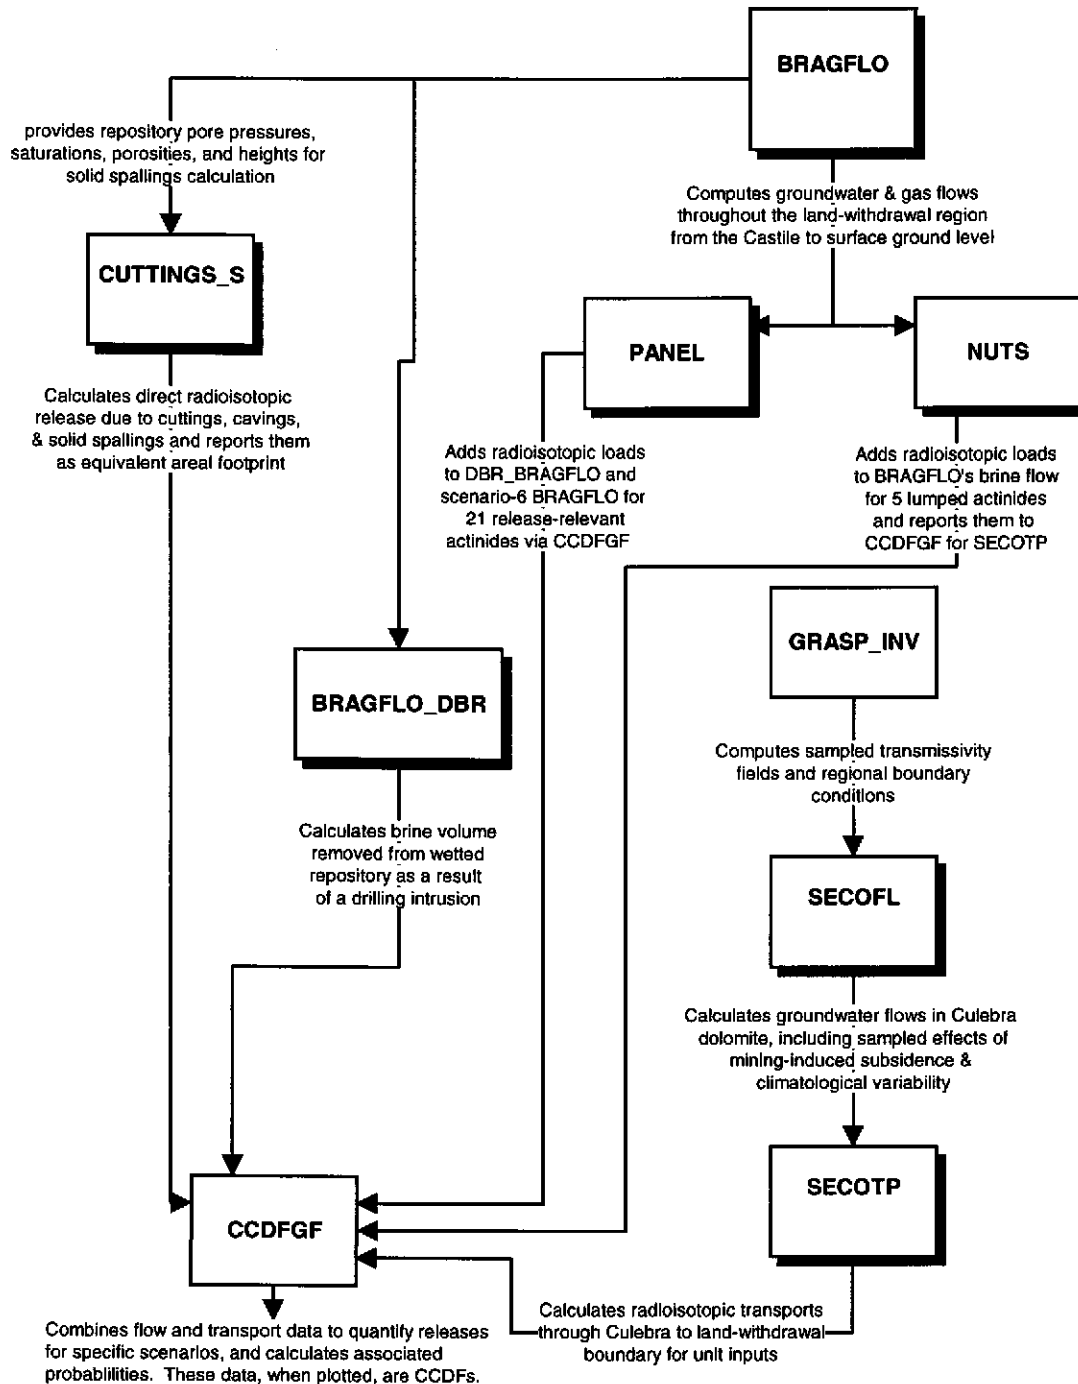 BRAGFLO
provides repository pore pressures,
saturations, porosities, and heights for
solid spallings calculation
Computes groundwater & gas flows
throughout the land-withdrawal region
from the Castile to surface ground level
CUTTINGS_S
PANEL
NUTS
Calculates direct radioisotopic
release due to cuttings, cavings,
& solid spallings and reports them
as equivalent areal footprint
Adds radioisotopic loads
to DBR_BRAGFLO and
scenario-6 BRAGFLO for
21 release-relevant
actinides via CCDFGF
Adds radioisotopic loads
to BRAGFLO's brine flow
for 5 lumped actinides
and reports them to
CCDFGF for SECOTP
GRASP_INV
BRAGFLO_DBR
Computes sampled transmissivity
fields and regional boundary
conditions
Calculates brine volume
removed from wetted
repository as a result
of a drilling intrusion
SECOFL
Calculates groundwater flows in Culebra
dolomite, including sampled effects of
mining-induced subsidence &
climatological variability
SECOTP
CCDFGF
Calculates radioisotopic transports
through Culebra to land-withdrawal
boundary for unit inputs
Combines flow and transport data to quantify releases
for specific scenarios, and calculates associated
probablilities. These data, when plotted, are CCDFs.